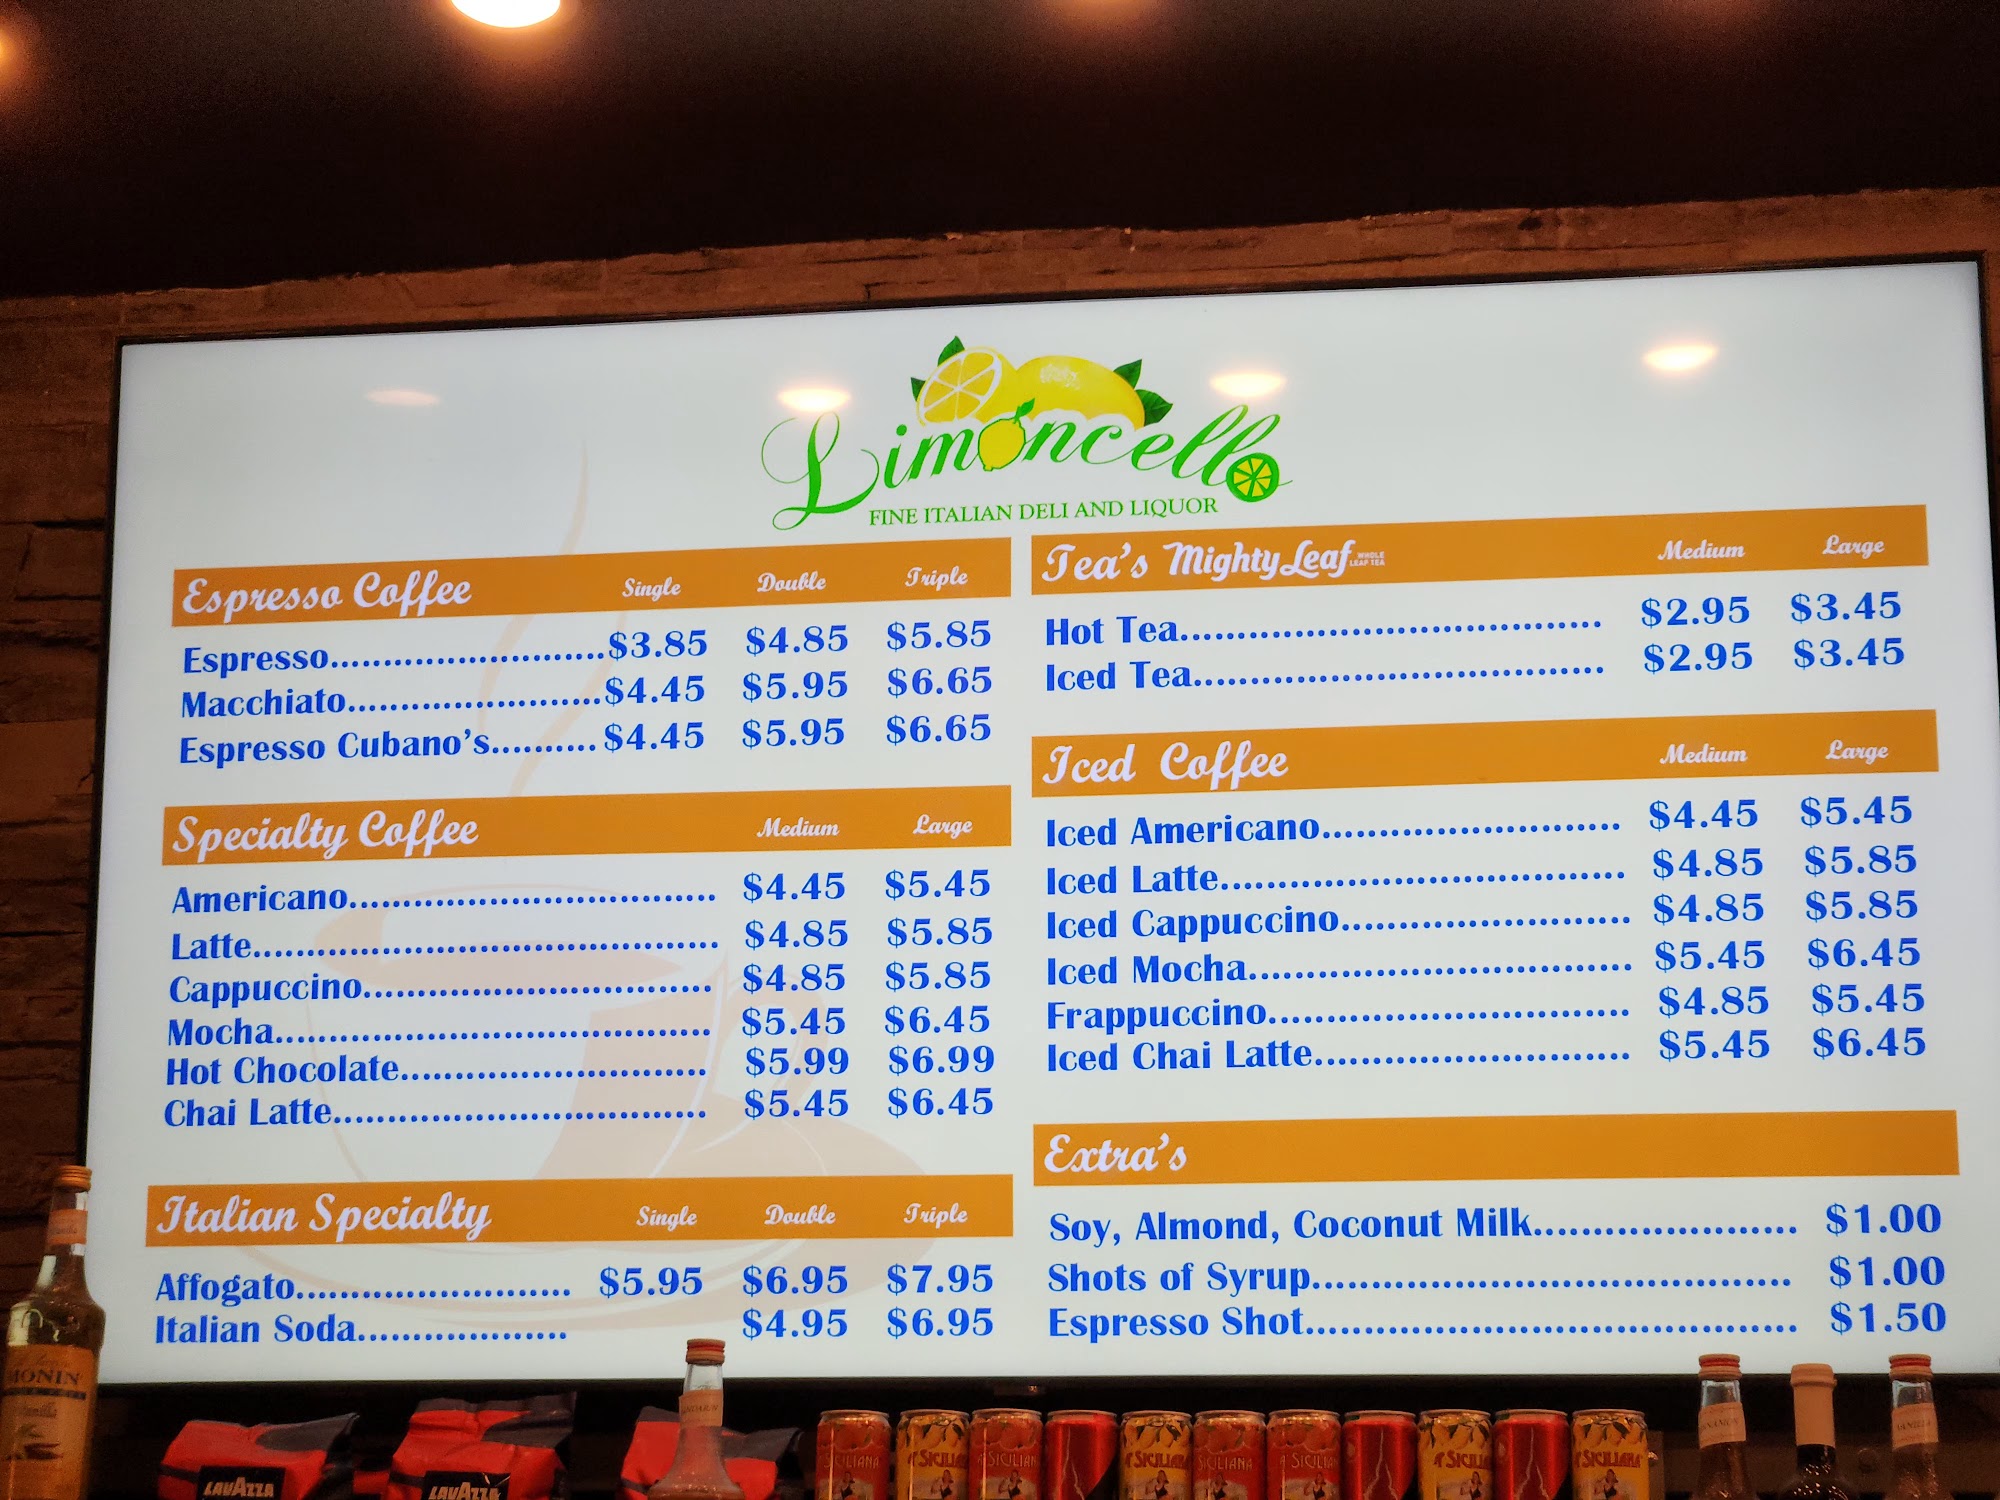 Limoncello
FINE ITALIAN DELI AND LIQUOR
Espresso Coffee Single Double Triple
Espresso..........................$3.85 $4.85 $5.85
Macchiato........................$4.45 $5.95 $6.65
Espresso Cubano's..........$4.45 $5.95 $6.65
Specialty Coffee Medium Large
Americano................................... $4.45 $5.45
Latte............................................ $4.85 $5.85
Cappuccino................................. $4.85 $5.85
Mocha......................................... $5.45 $6.45
Hot Chocolate............................. $5.99 $6.99
Chai Latte................................... $5.45 $6.45
Italian Specialty Single Double Triple
Affogato.......................... $5.95 $6.95 $7.95
Italian Soda.................... $4.95 $6.95
Tea's Mighty Leaf WHOLE LEAF TEA Medium Large
Hot Tea..................................... $2.95 $3.45
Iced Tea.................................... $2.95 $3.45
Iced Coffee Medium Large
Iced Americano.......................... $4.45 $5.45
Iced Latte................................... $4.85 $5.85
Iced Cappuccino......................... $4.85 $5.85
Iced Mocha................................. $5.45 $6.45
Frappuccino................................ $4.85 $5.45
Iced Chai Latte............................ $5.45 $6.45
Extra's
Soy, Almond, Coconut Milk....................... $1.00
Shots of Syrup.......................................... $1.00
Espresso Shot........................................... $1.50
MONIN
LAVAZZA
LAVAZZA
SICILIANA
A' SICILIANA
SICILIANA
A' SICILIANA